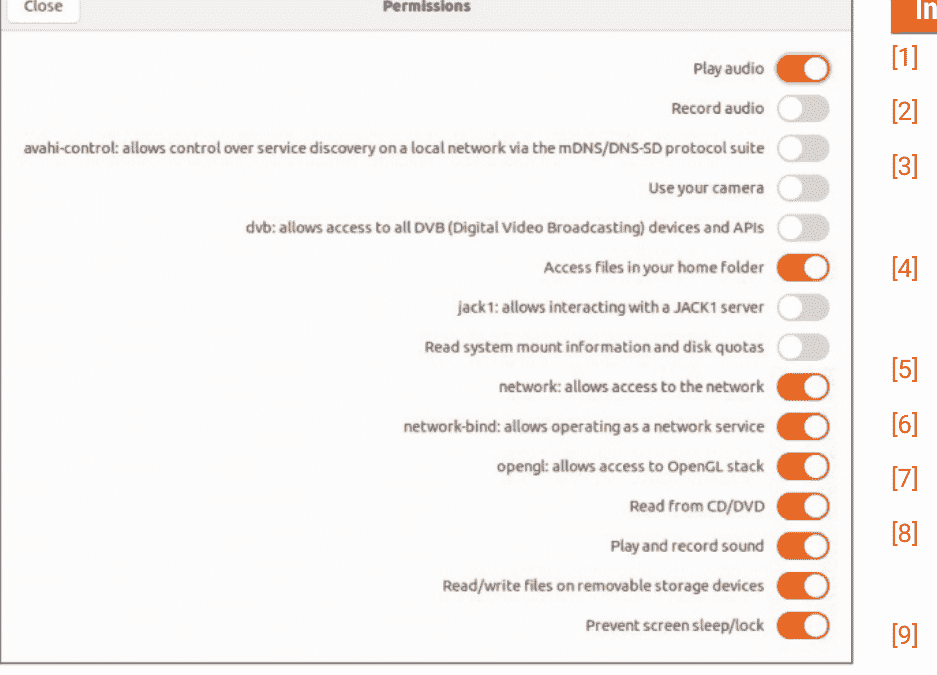 Close
Permissions
In
Play audio
[1]
Record audio
[2]
avahi-control: allows control over service discovery on a local network via the mDNS/DNS-SD protocol suite
[3]
Use your camera
dvb: allows access to all DVB (Digital Video Broadcasting) devices and APIs
Access files in your home folder
[4]
jack1: allows interacting with a JACK1 server
Read system mount information and disk quotas
network: allows access to the network
[5]
network-bind: allows operating as a network service
[6]
opengl: allows access to OpenGL stack
[7]
Read from CD/DVD
Play and record sound
[8]
Read/write files on removable storage devices
Prevent screen sleep/lock
[9]